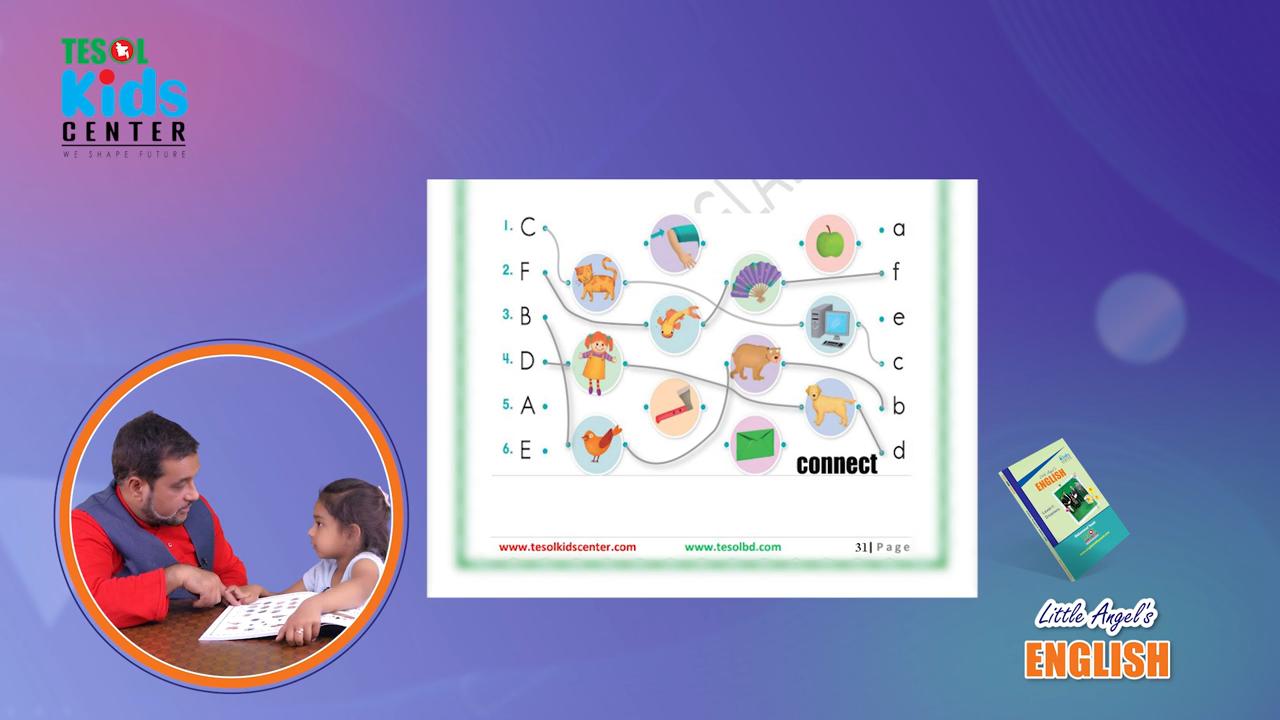 TESOL
Kids
CENTER
WE SHAPE FUTURE
1. C a
2. F f
3. B e
4. D c
5. A b
6. E d
connect
www.tesolkidscenter.com www.tesolbd.com 31| Page
ENGLISH
Little Angel's
ENGLISH